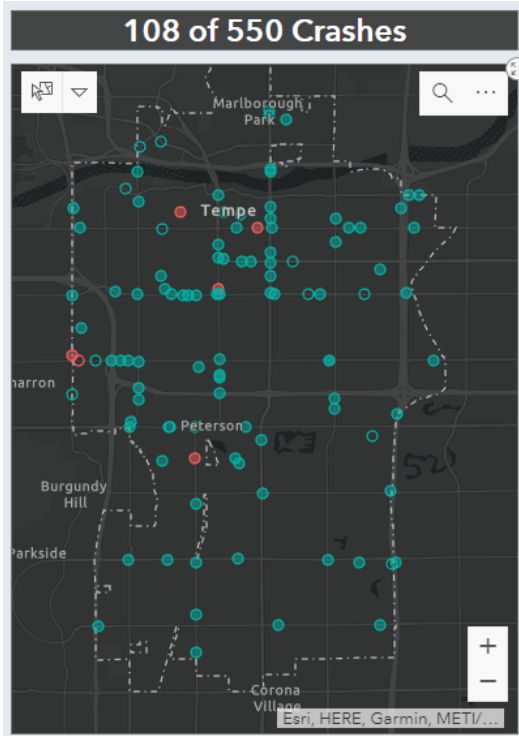 108 of 550 Crashes
Marlborough
Park
Tempe
harron
Peterson
Burgundy
Hill
Parkside
Corona
Village
Esri, HERE, Garmin, METI/...